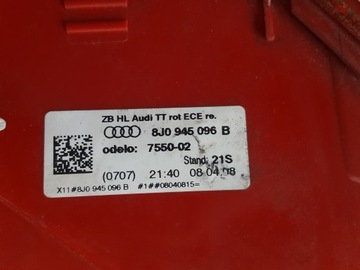 ZB HL Audi TT rot ECE re.
8J0 945 096 B
odelo: 7550-02
Stand: 21S
(0707) 21:40 08.04.08
X11#8J0 945 096 B #1##08040815=